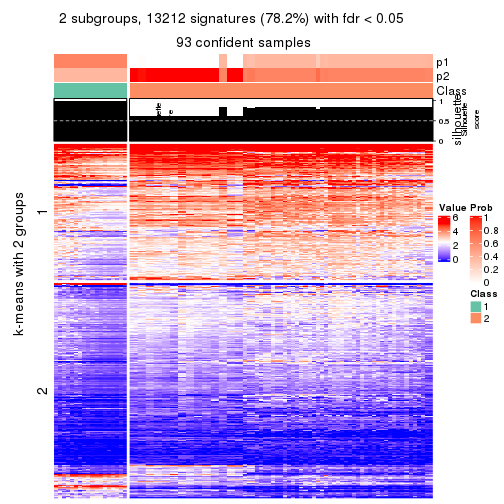 2 subgroups, 13212 signatures (78.2%) with fdr < 0.05
93 confident samples
p1
p2
Class
1
0.5
0
silhouette
Silhouette
score
k-means with 2 groups
1
2
Value
6
4
2
0
Prob
1
0.8
0.6
0.4
0.2
0
Class
1
2